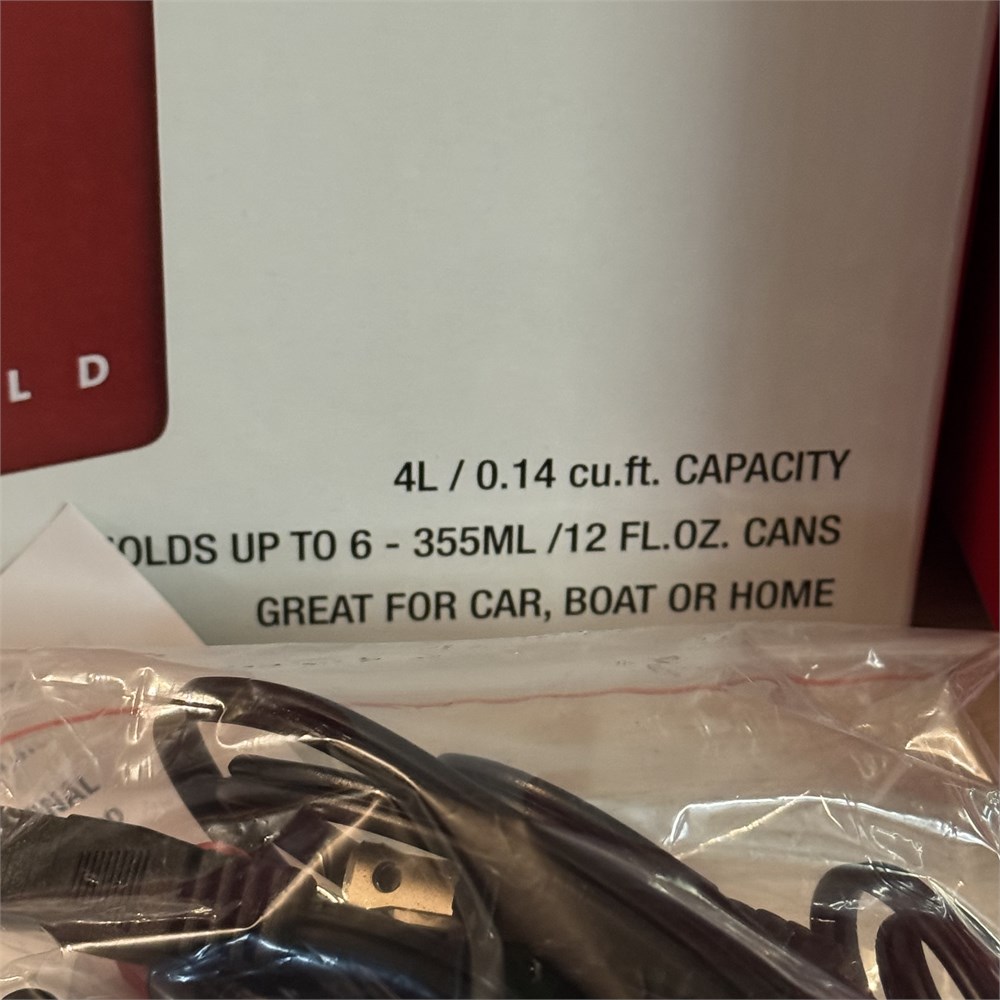 L D
4L / 0.14 cu.ft. CAPACITY
OLDS UP TO 6 - 355ML /12 FL.OZ. CANS
GREAT FOR CAR, BOAT OR HOME